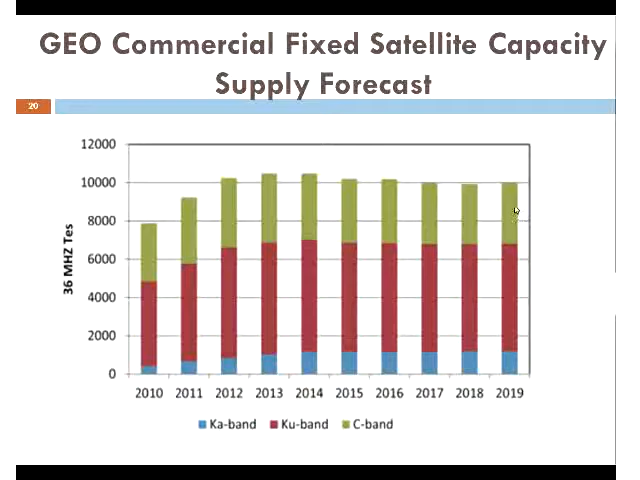 GEO Commercial Fixed Satellite Capacity
Supply Forecast
20
12000
10000
8000
6000
4000
2000
0
36 MHZ Tes
2010 2011 2012 2013 2014 2015 2016 2017 2018 2019
Ka-band Ku-band C-band